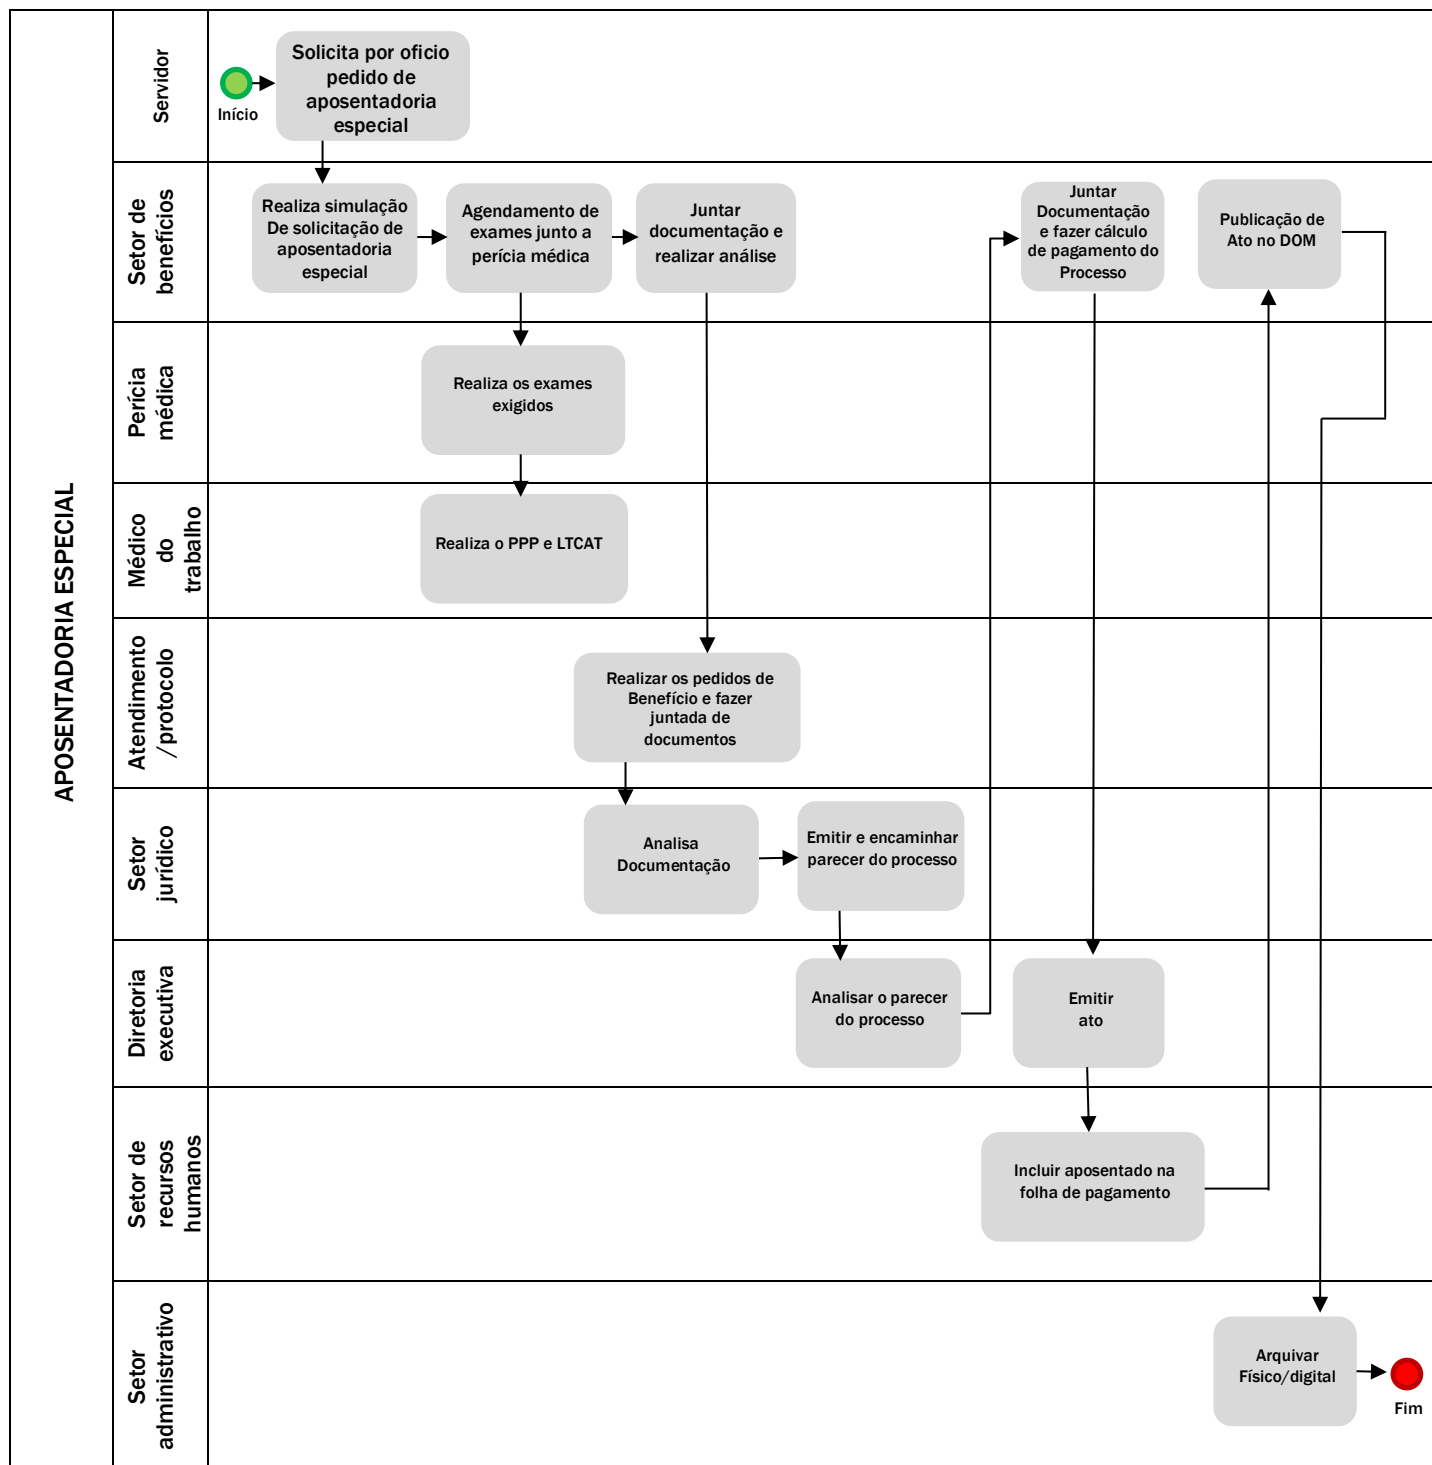 APOSENTADORIA ESPECIAL
Servidor
Início
Solicita por oficio
pedido de
aposentadoria
especial
Setor de
benefícios
Realiza simulação
De solicitação de
aposentadoria
especial
Agendamento de
exames junto a
perícia médica
Juntar
documentação e
realizar análise
Juntar
Documentação
e fazer cálculo
de pagamento do
Processo
Publicação de
Ato no DOM
Perícia
médica
Realiza os exames
exigidos
Médico
do
trabalho
Realiza o PPP e LTCAT
Atendimento
/protocolo
Realizar os pedidos de
Benefício e fazer
juntada de
documentos
Setor
jurídico
Analisa
Documentação
Emitir e encaminhar
parecer do processo
Diretoria
executiva
Analisar o parecer
do processo
Emitir
ato
Setor de
recursos
humanos
Incluir aposentado na
folha de pagamento
Setor
administrativo
Arquivar
Físico/digital
Fim